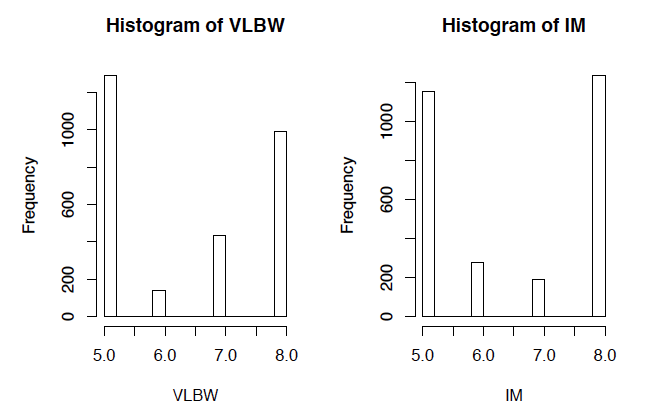 Histogram of VLBW
Frequency
0 200 600 1000
5.0 6.0 7.0 8.0
VLBW
Histogram of IM
Frequency
0 200 600 1000
5.0 6.0 7.0 8.0
IM